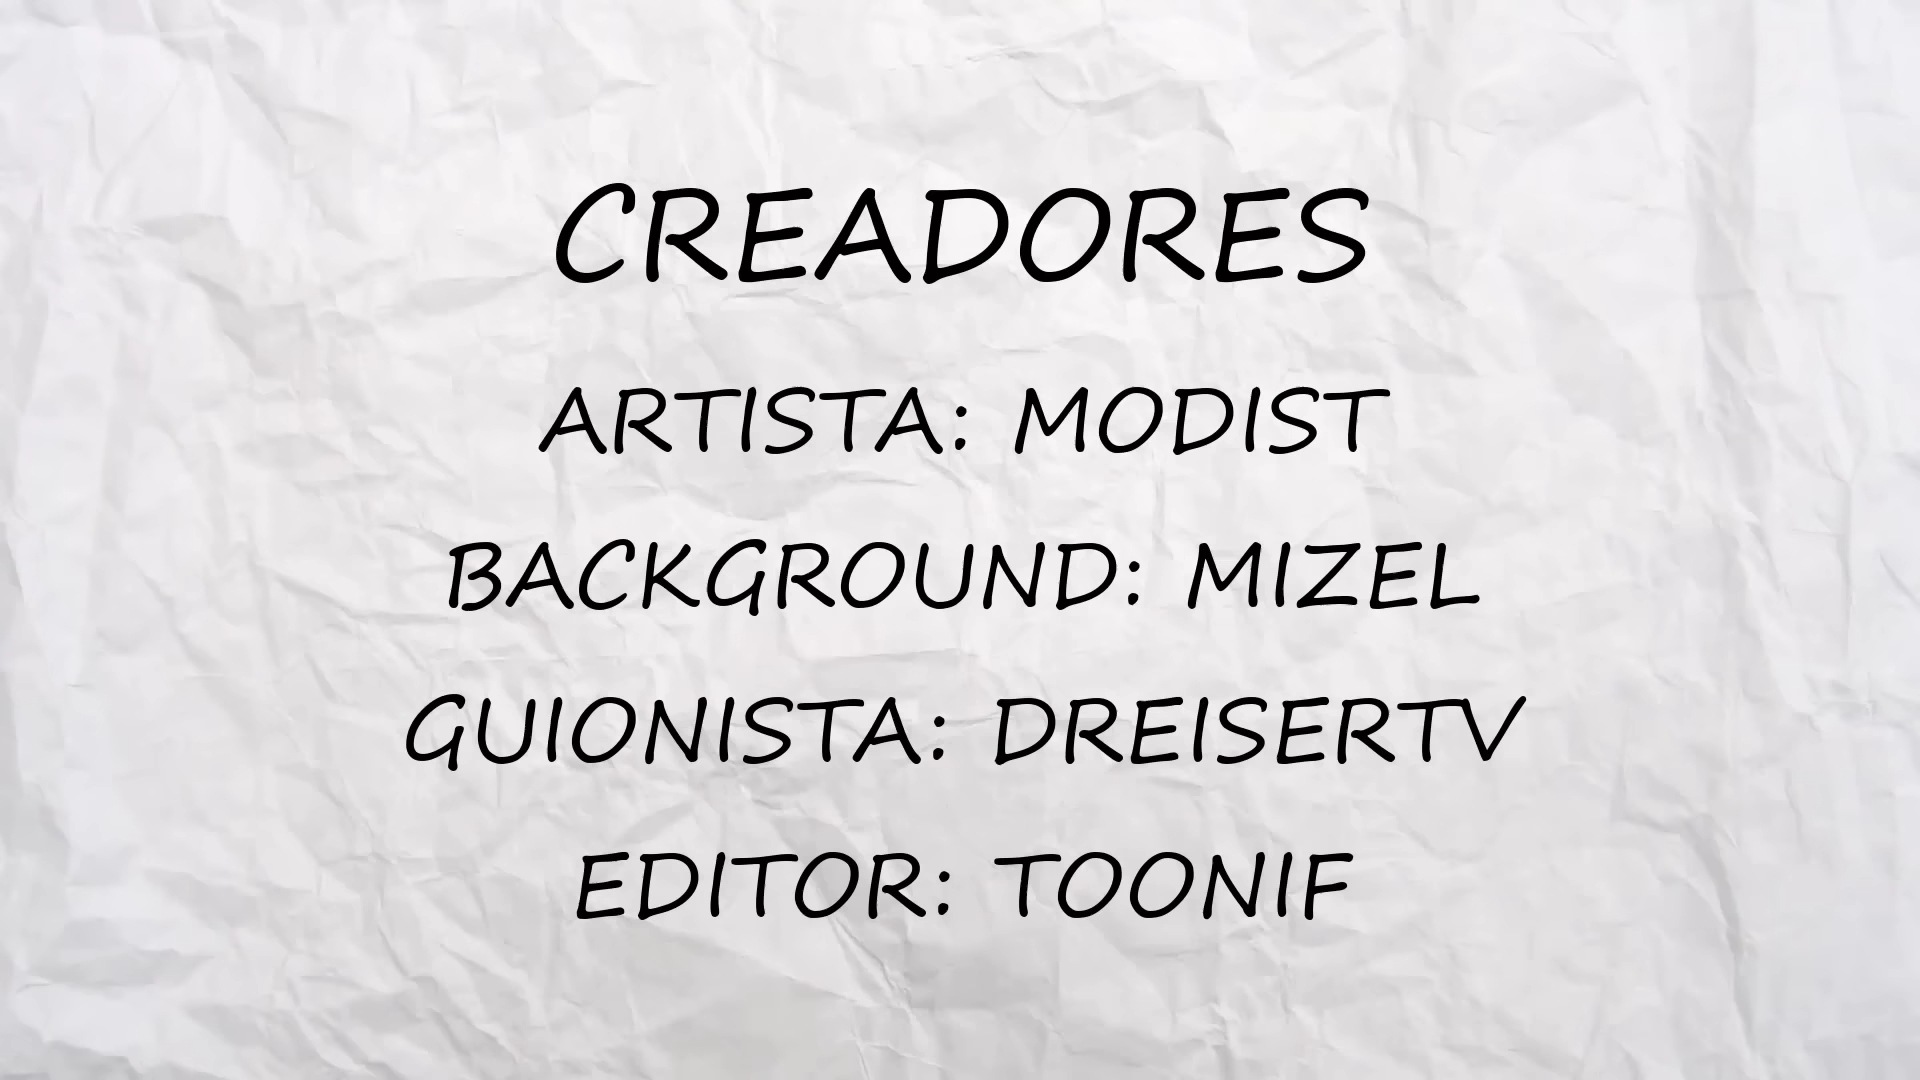 CREADORES
ARTISTA: MODIST
BACKGROUND: MIZEL
GUIONISTA: DREISERTV
EDITOR: TOONIF